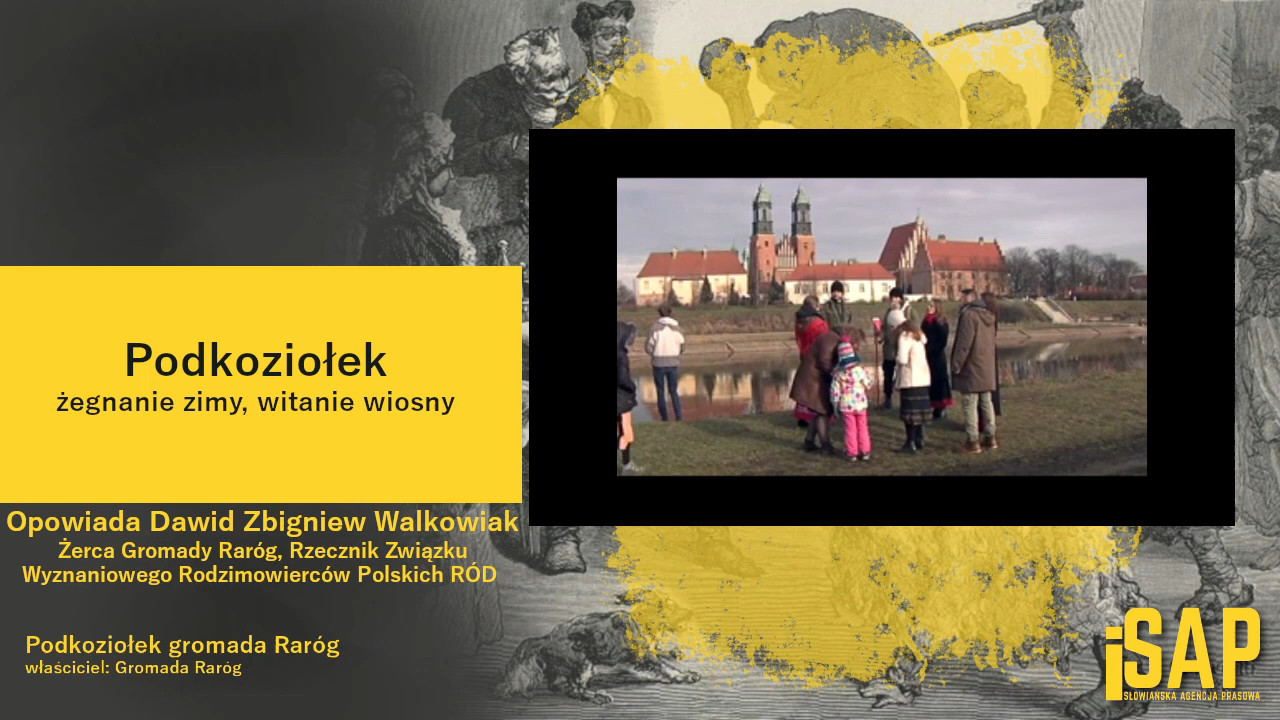 Podkoziołek
żegnanie zimy, witanie wiosny
Opowiada Dawid Zbigniew Walkowiak
Żerca Gromady Raróg, Rzecznik Związku
Wyznaniowego Rodzimowierców Polskich RÓD
Podkoziołek gromada Raróg
właściciel: Gromada Raróg
iSAP
SŁOWIAŃSKA AGENCJA PRASOWA